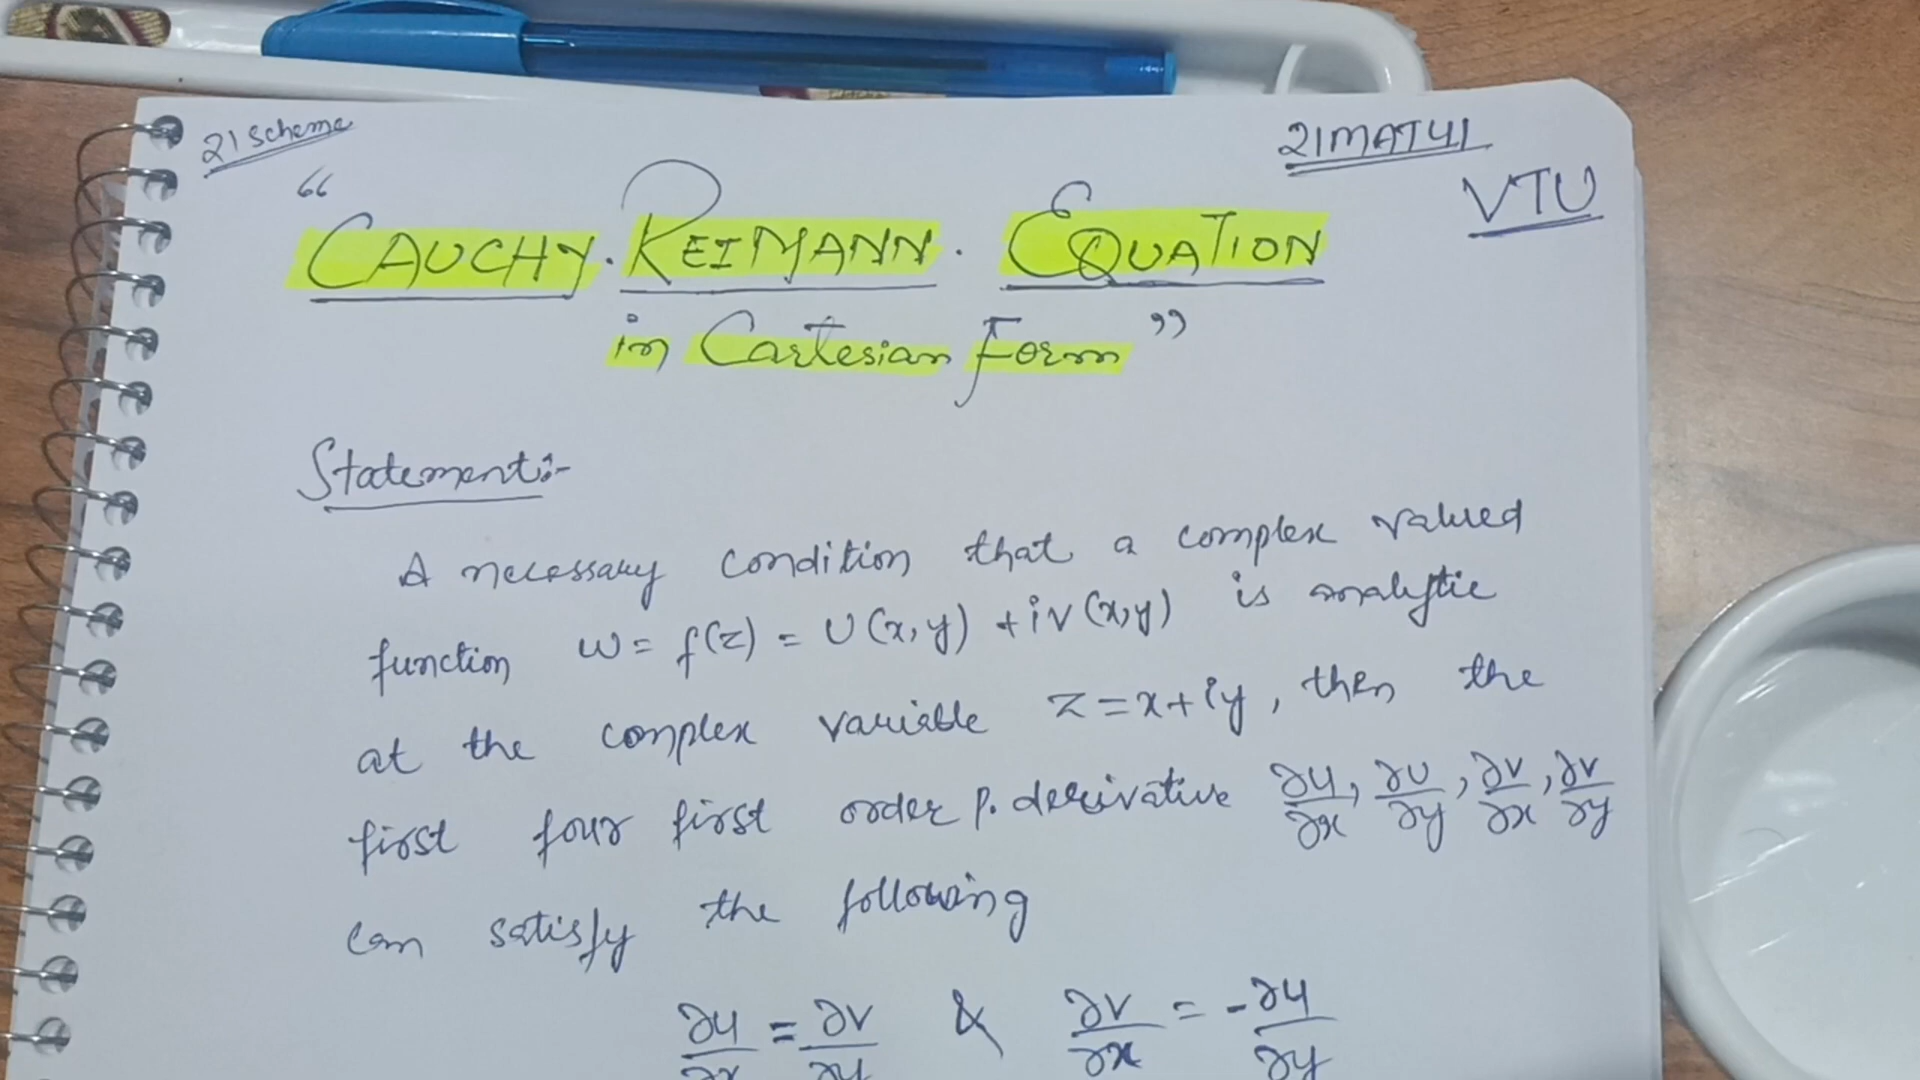 21 Scheme
21MAT41
VTU
“CAUCHY. REIMANN. EQUATION
in Cartesian Form”
Statement:-
A necessary condition that a complex valued
function w = f(z) = U(x,y) + iv(x,y) is analytic
at the complex variable z = x+iy, then the
first four first order p. derivative ∂u/∂x, ∂u/∂y, ∂v/∂x, ∂v/∂y
can satisfy the following
∂u/∂x = ∂v/∂y & ∂v/∂x = -∂u/∂y